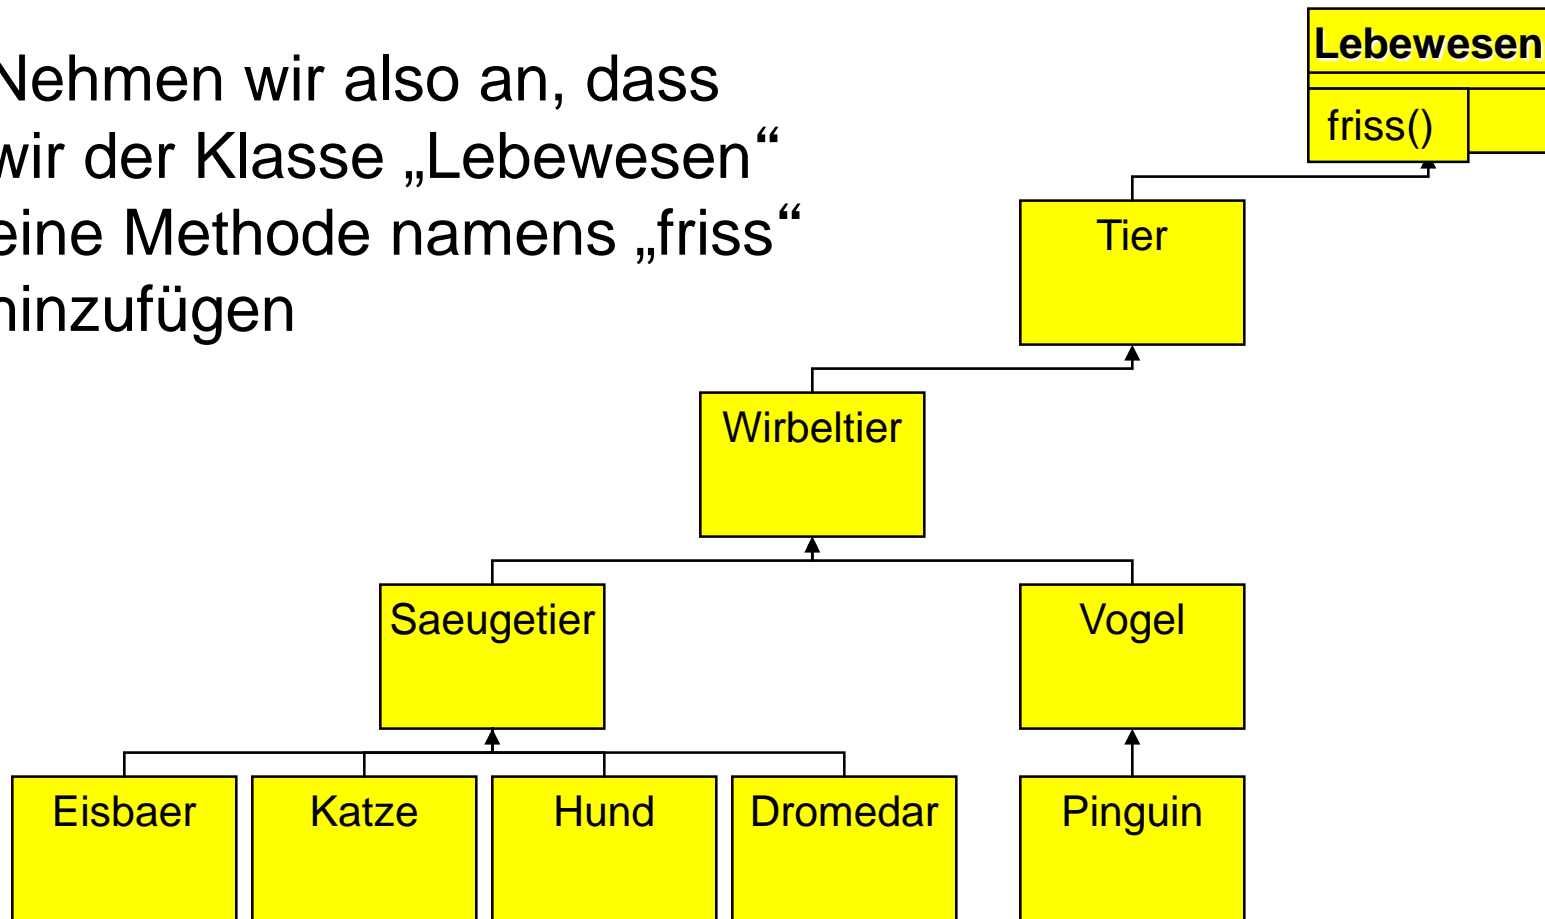 Nehmen wir also an, dass
wir der Klasse „Lebewesen“
eine Methode namens „friss“
hinzufügen
Lebewesen
friss()
Tier
Wirbeltier
Saeugetier
Vogel
Eisbaer
Katze
Hund
Dromedar
Pinguin